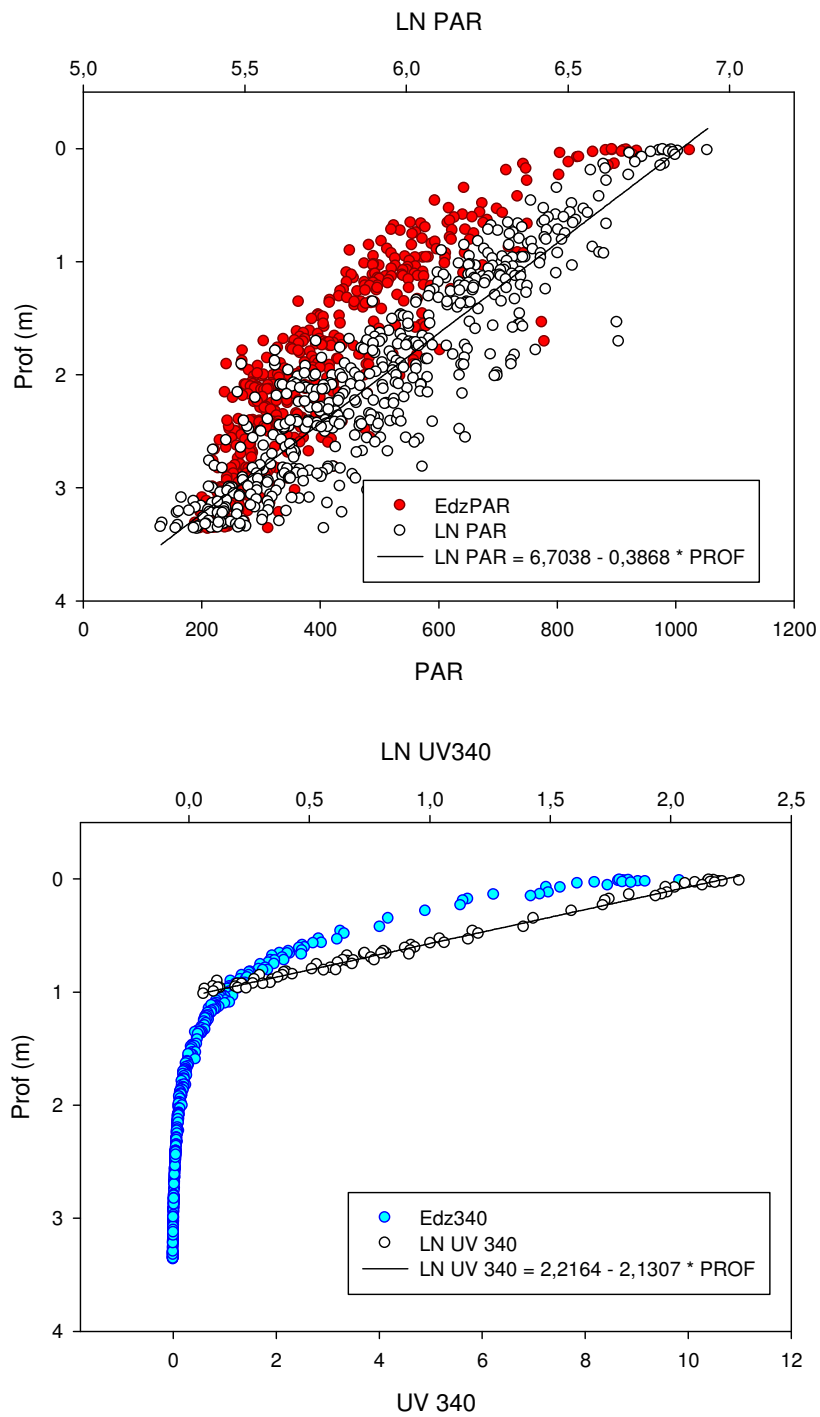 LN PAR
5,0 5,5 6,0 6,5 7,0
0
1
2
3
4
Prof (m)
EdzPAR
LN PAR
LN PAR = 6,7038 - 0,3868 * PROF
0 200 400 600 800 1000 1200
PAR
LN UV340
0,0 0,5 1,0 1,5 2,0 2,5
0
1
2
3
4
Prof (m)
Edz340
LN UV 340
LN UV 340 = 2,2164 - 2,1307 * PROF
0 2 4 6 8 10 12
UV 340